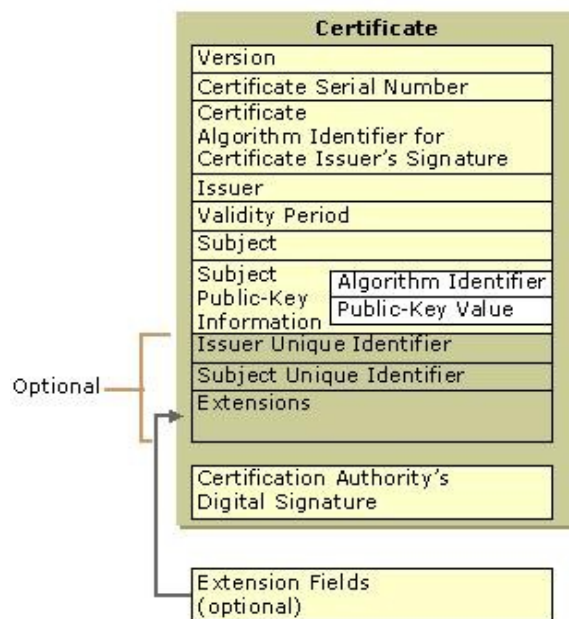 Certificate
Version
Certificate Serial Number
Certificate
Algorithm Identifier for
Certificate Issuer's Signature
Issuer
Validity Period
Subject
Subject
Public-Key
Information
Algorithm Identifier
Public-Key Value
Issuer Unique Identifier
Subject Unique Identifier
Extensions
Optional
Certification Authority's
Digital Signature
Extension Fields
(optional)